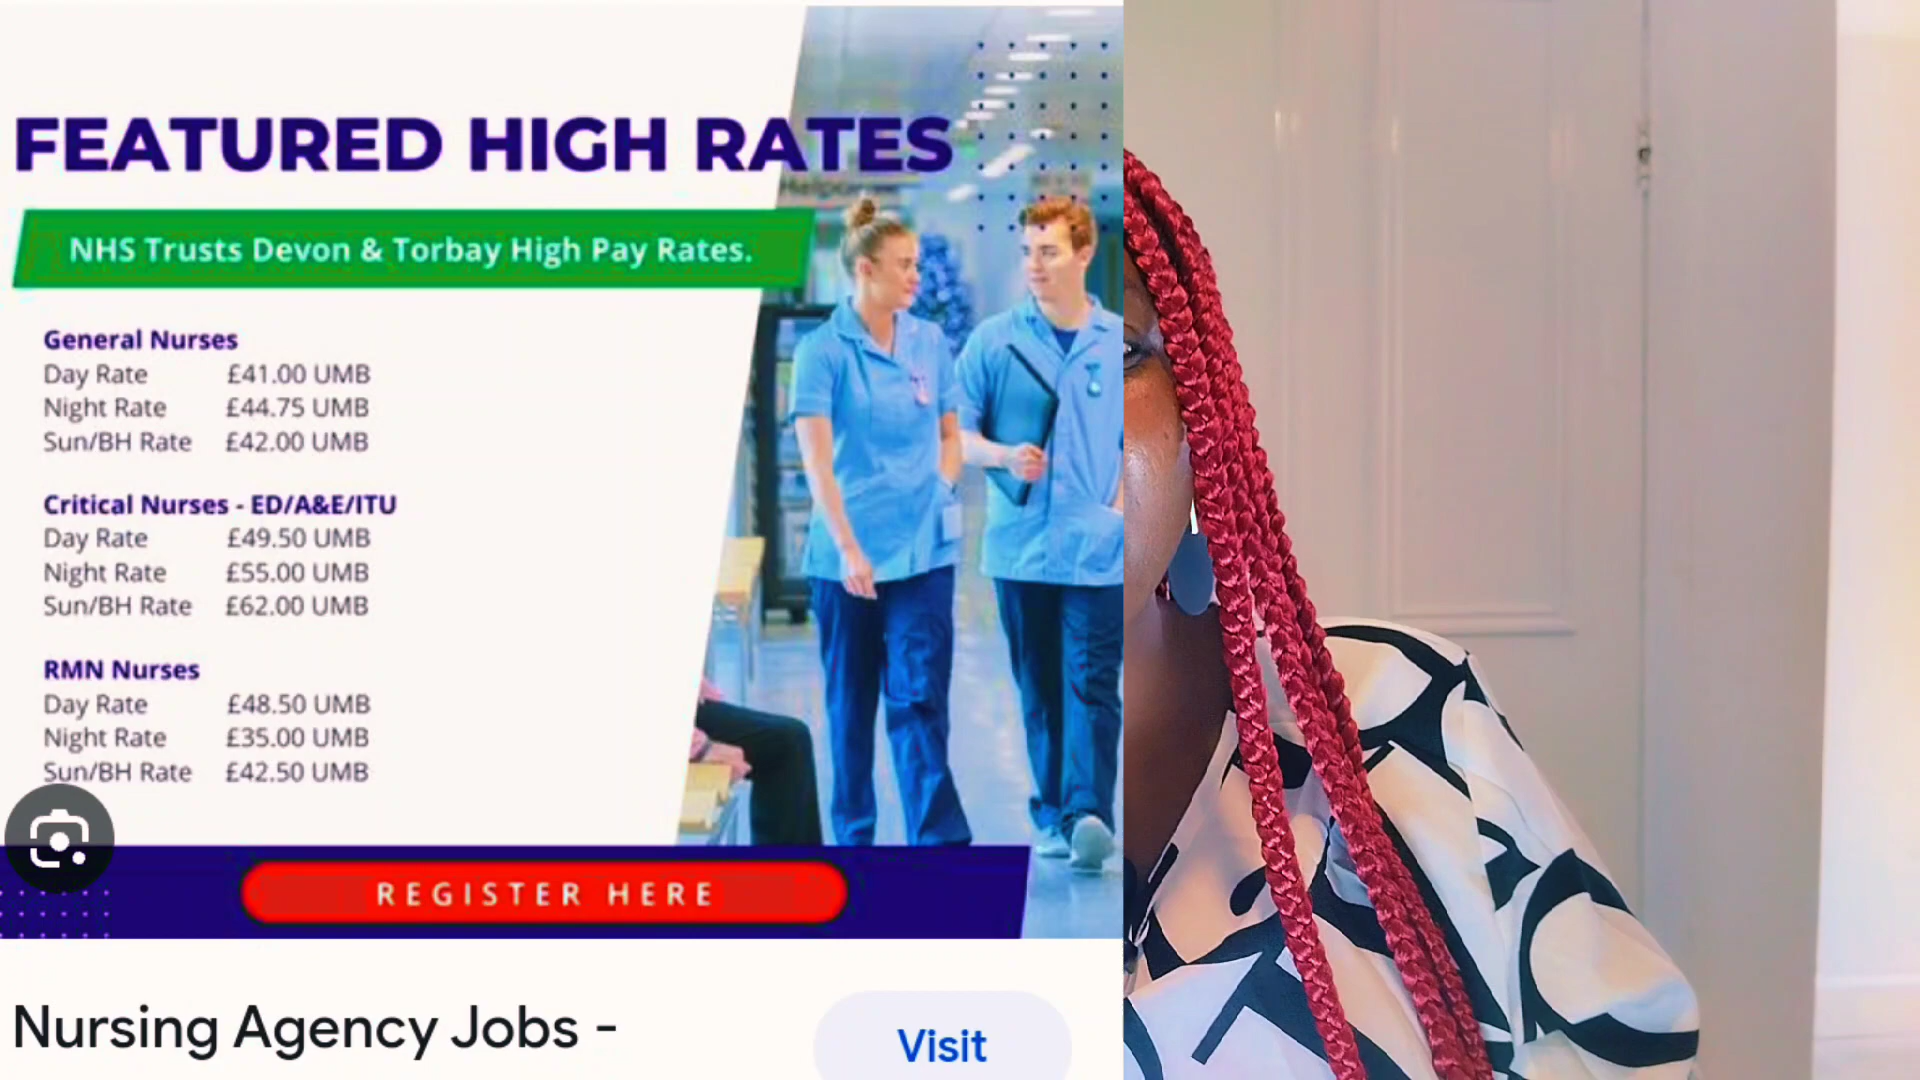 FEATURED HIGH RATES
NHS Trusts Devon & Torbay High Pay Rates.
General Nurses
Day Rate £41.00 UMB
Night Rate £44.75 UMB
Sun/BH Rate £42.00 UMB
Critical Nurses - ED/A&E/ITU
Day Rate £49.50 UMB
Night Rate £55.00 UMB
Sun/BH Rate £62.00 UMB
RMN Nurses
Day Rate £48.50 UMB
Night Rate £35.00 UMB
Sun/BH Rate £42.50 UMB
REGISTER HERE
Nursing Agency Jobs -
Visit